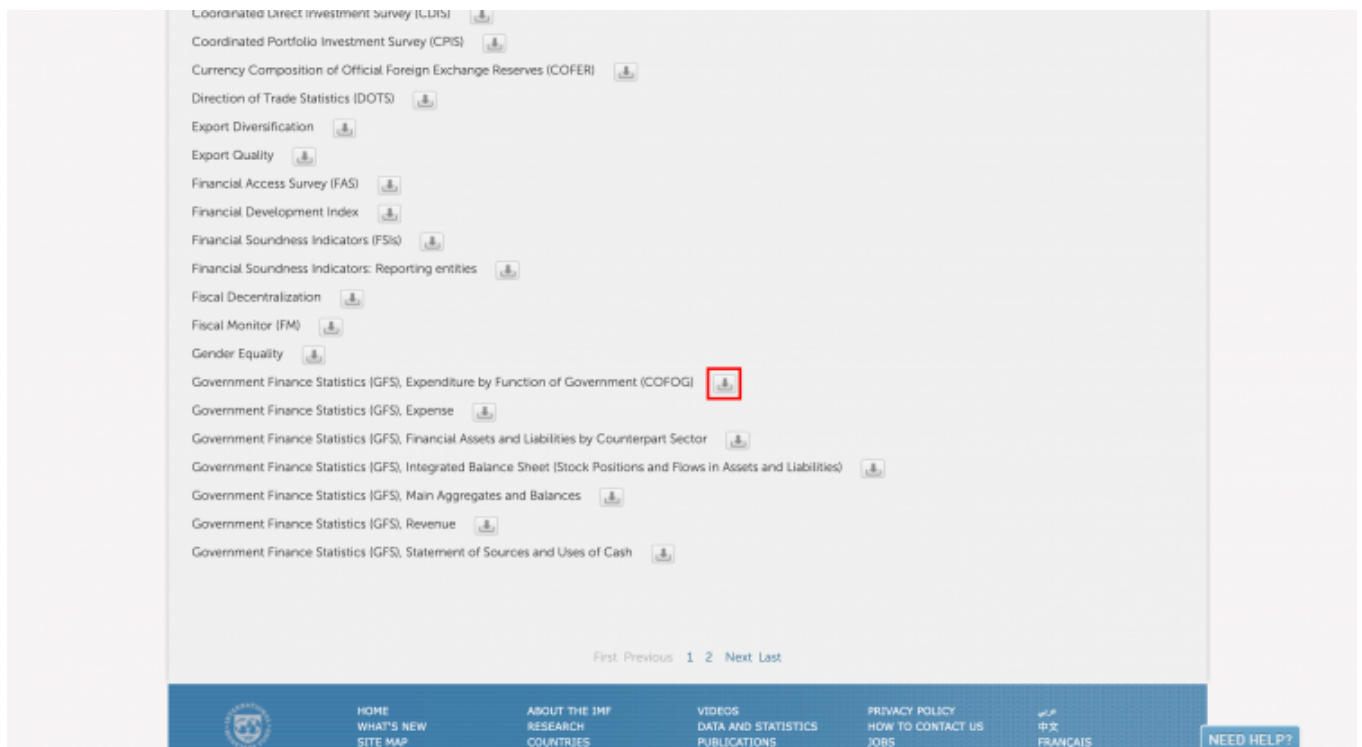 Coordinated Direct Investment Survey (CDIS)
Coordinated Portfolio Investment Survey (CPIS)
Currency Composition of Official Foreign Exchange Reserves (COFER)
Direction of Trade Statistics (DOTS)
Export Diversification
Export Quality
Financial Access Survey (FAS)
Financial Development Index
Financial Soundness Indicators (FSIs)
Financial Soundness Indicators: Reporting entities
Fiscal Decentralization
Fiscal Monitor (FM)
Gender Equality
Government Finance Statistics (GFS), Expenditure by Function of Government (COFOG)
Government Finance Statistics (GFS), Expense
Government Finance Statistics (GFS), Financial Assets and Liabilities by Counterpart Sector
Government Finance Statistics (GFS), Integrated Balance Sheet (Stock Positions and Flows in Assets and Liabilities)
Government Finance Statistics (GFS), Main Aggregates and Balances
Government Finance Statistics (GFS), Revenue
Government Finance Statistics (GFS), Statement of Sources and Uses of Cash
First Previous 1 2 Next Last
HOME ABOUT THE IMF VIDEOS PRIVACY POLICY عربي
WHAT'S NEW RESEARCH DATA AND STATISTICS HOW TO CONTACT US 中文
SITE MAP COUNTRIES PUBLICATIONS JOBS FRANÇAIS
NEED HELP?